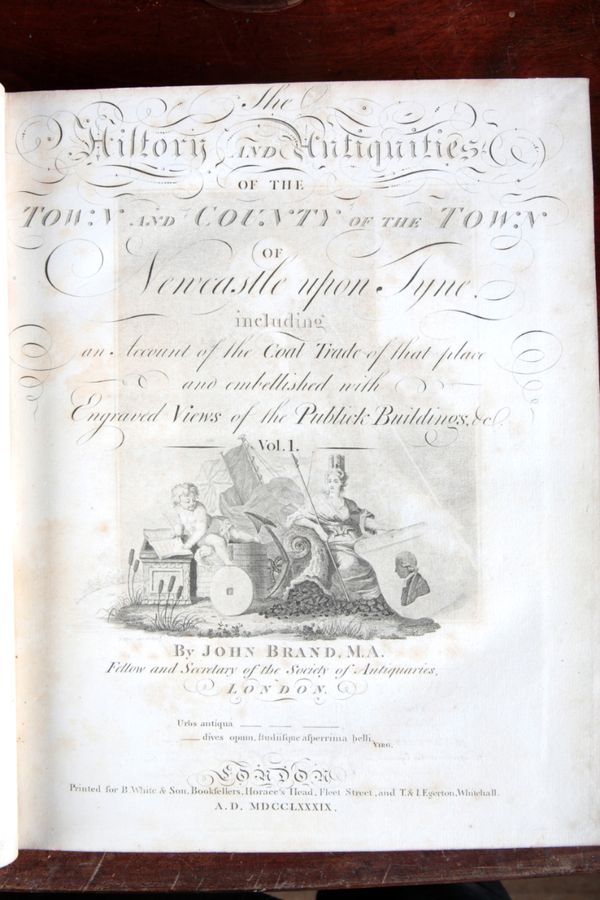 The
History AND Antiquities
OF THE
TOWN AND COUNTY OF THE TOWN
OF
Newcastle upon Tyne.
including
an Account of the Coal Trade of that place
and embellished with
Engraved Views of the Publick Buildings, &c.
Vol. I.
By JOHN BRAND, M.A.
Fellow and Secretary of the Society of Antiquaries,
LONDON.
Urbs antiqua
dives opum, ſtudiiſque aſperrima belli.
VIRG.
LONDON
Printed for B. White & Son, Bookſellers, Horace's Head, Fleet Street, and T. & I. Egerton, Whitehall.
A.D. MDCCLXXXIX.